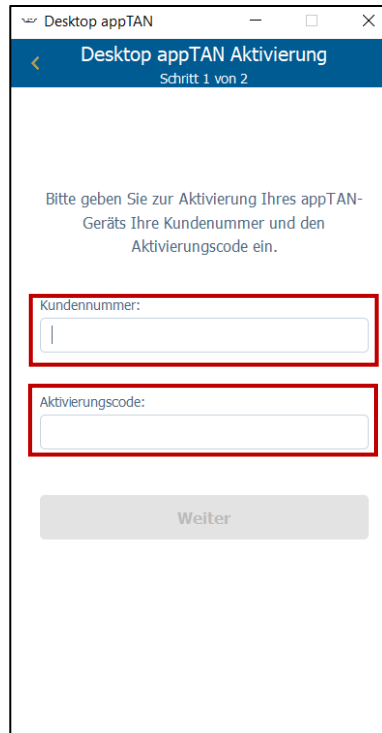 Desktop appTAN
Desktop appTAN Aktivierung
Schritt 1 von 2
Bitte geben Sie zur Aktivierung Ihres appTAN-
Geräts Ihre Kundenummer und den
Aktivierungscode ein.
Kundennummer:
Aktivierungscode:
Weiter